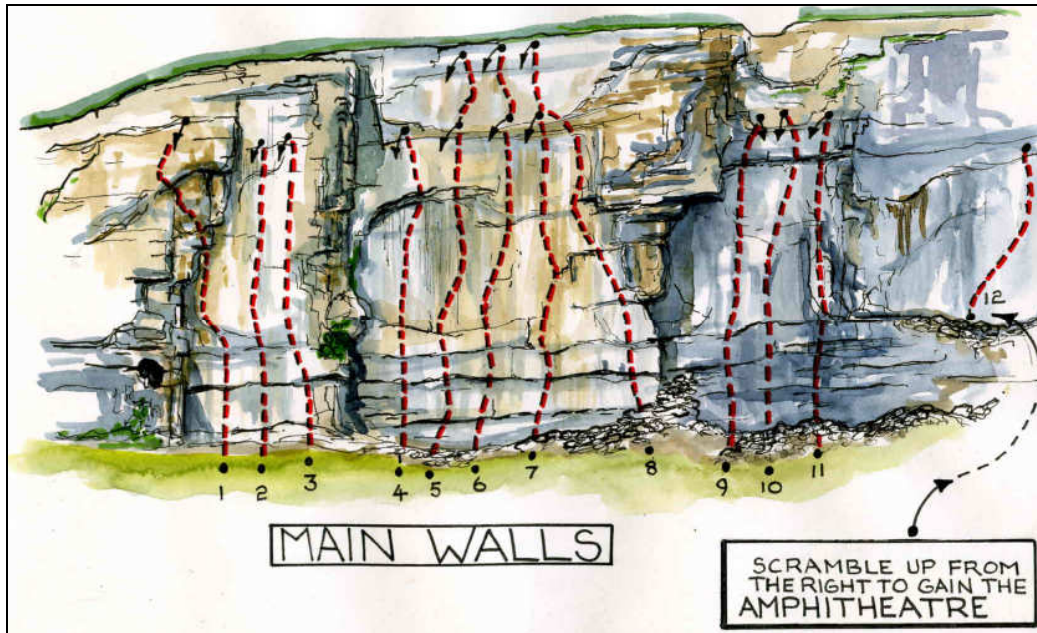 12
1 2 3 4 5 6 7 8 9 10 11
MAIN WALLS
SCRAMBLE UP FROM
THE RIGHT TO GAIN THE
AMPHITHEATRE